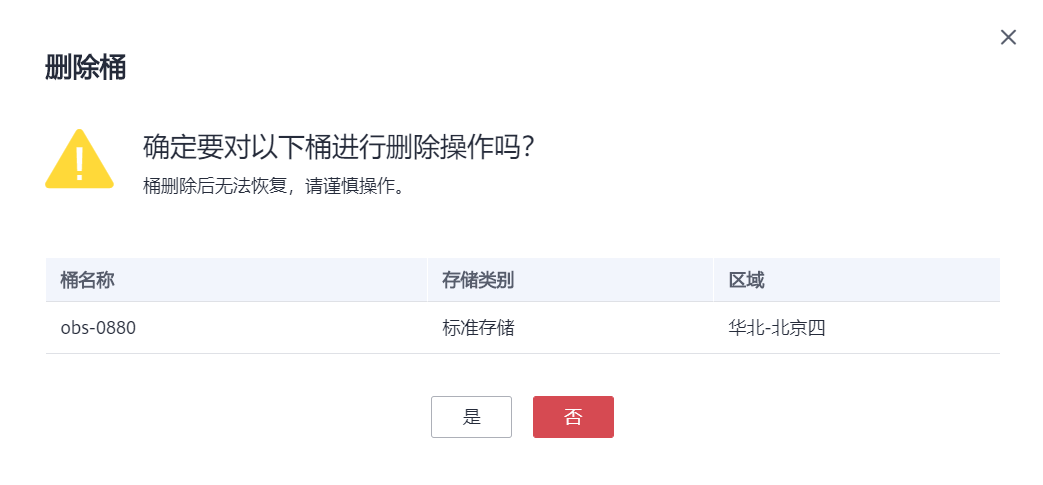 删除桶
确定要对以下桶进行删除操作吗？
桶删除后无法恢复，请谨慎操作。
桶名称 存储类别 区域
obs-0880 标准存储 华北-北京四
是 否